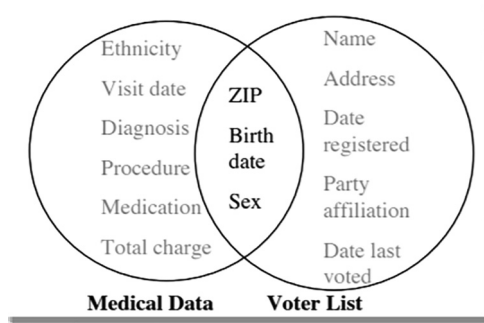 Ethnicity
Visit date
Diagnosis
Procedure
Medication
Total charge
ZIP
Birth
date
Sex
Name
Address
Date
registered
Party
affiliation
Date last
voted
Medical Data
Voter List